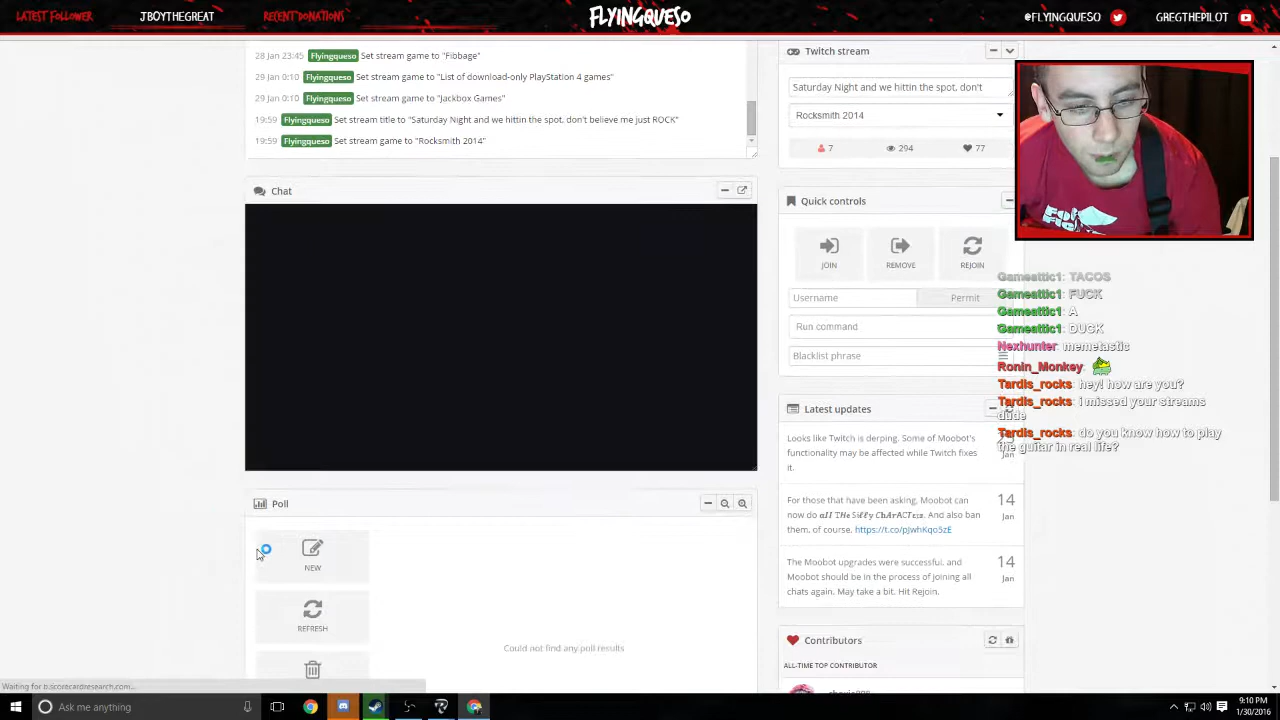 LATEST FOLLOWER
JBOYTHEGREAT
RECENT DONATIONS
FLYINGQUESO
@FLYINGQUESO
GREGTHEPILOT
28 Jan 23:45 Flyingqueso Set stream game to "Fibbage"
29 Jan 0:10 Flyingqueso Set stream game to "List of download-only PlayStation 4 games"
29 Jan 0:10 Flyingqueso Set stream game to "Jackbox Games"
19:59 Flyingqueso Set stream title to "Saturday Night and we hittin the spot, don't believe me just ROCK"
19:59 Flyingqueso Set stream game to "Rocksmith 2014"
Chat
Poll
NEW
REFRESH
Could not find any poll results
Waiting for b.scorecardresearch.com...
Twitch stream
Saturday Night and we hittin the spot, don't
Rocksmith 2014
7
294
77
Quick controls
JOIN
REMOVE
REJOIN
Username
Permit
Run command
Blacklist phrase
Latest updates
Looks like Twitch is derping. Some of Moobot's
functionality may be affected while Twitch fixes
it.
Jan
For those that have been asking, Moobot can
now do all THe Silly ChArACTers. And also ban
them, of course. https://t.co/pJwhKqo5zE
14
Jan
The Moobot upgrades were successful, and
Moobot should be in the process of joining all
chats again. May take a bit. Hit Rejoin.
14
Jan
Contributors
ALL-TIME TOP CONTRIBUTOR
Gameattic1: TACOS
Gameattic1: FUCK
Gameattic1: A
Gameattic1: DUCK
Nexhunter: memetastic
Ronin_Monkey:
Tardis_rocks: hey! how are you?
Tardis_rocks: i missed your streams
dude
Tardis_rocks: do you know how to play
the guitar in real life?
Ask me anything
9:10 PM
1/30/2016